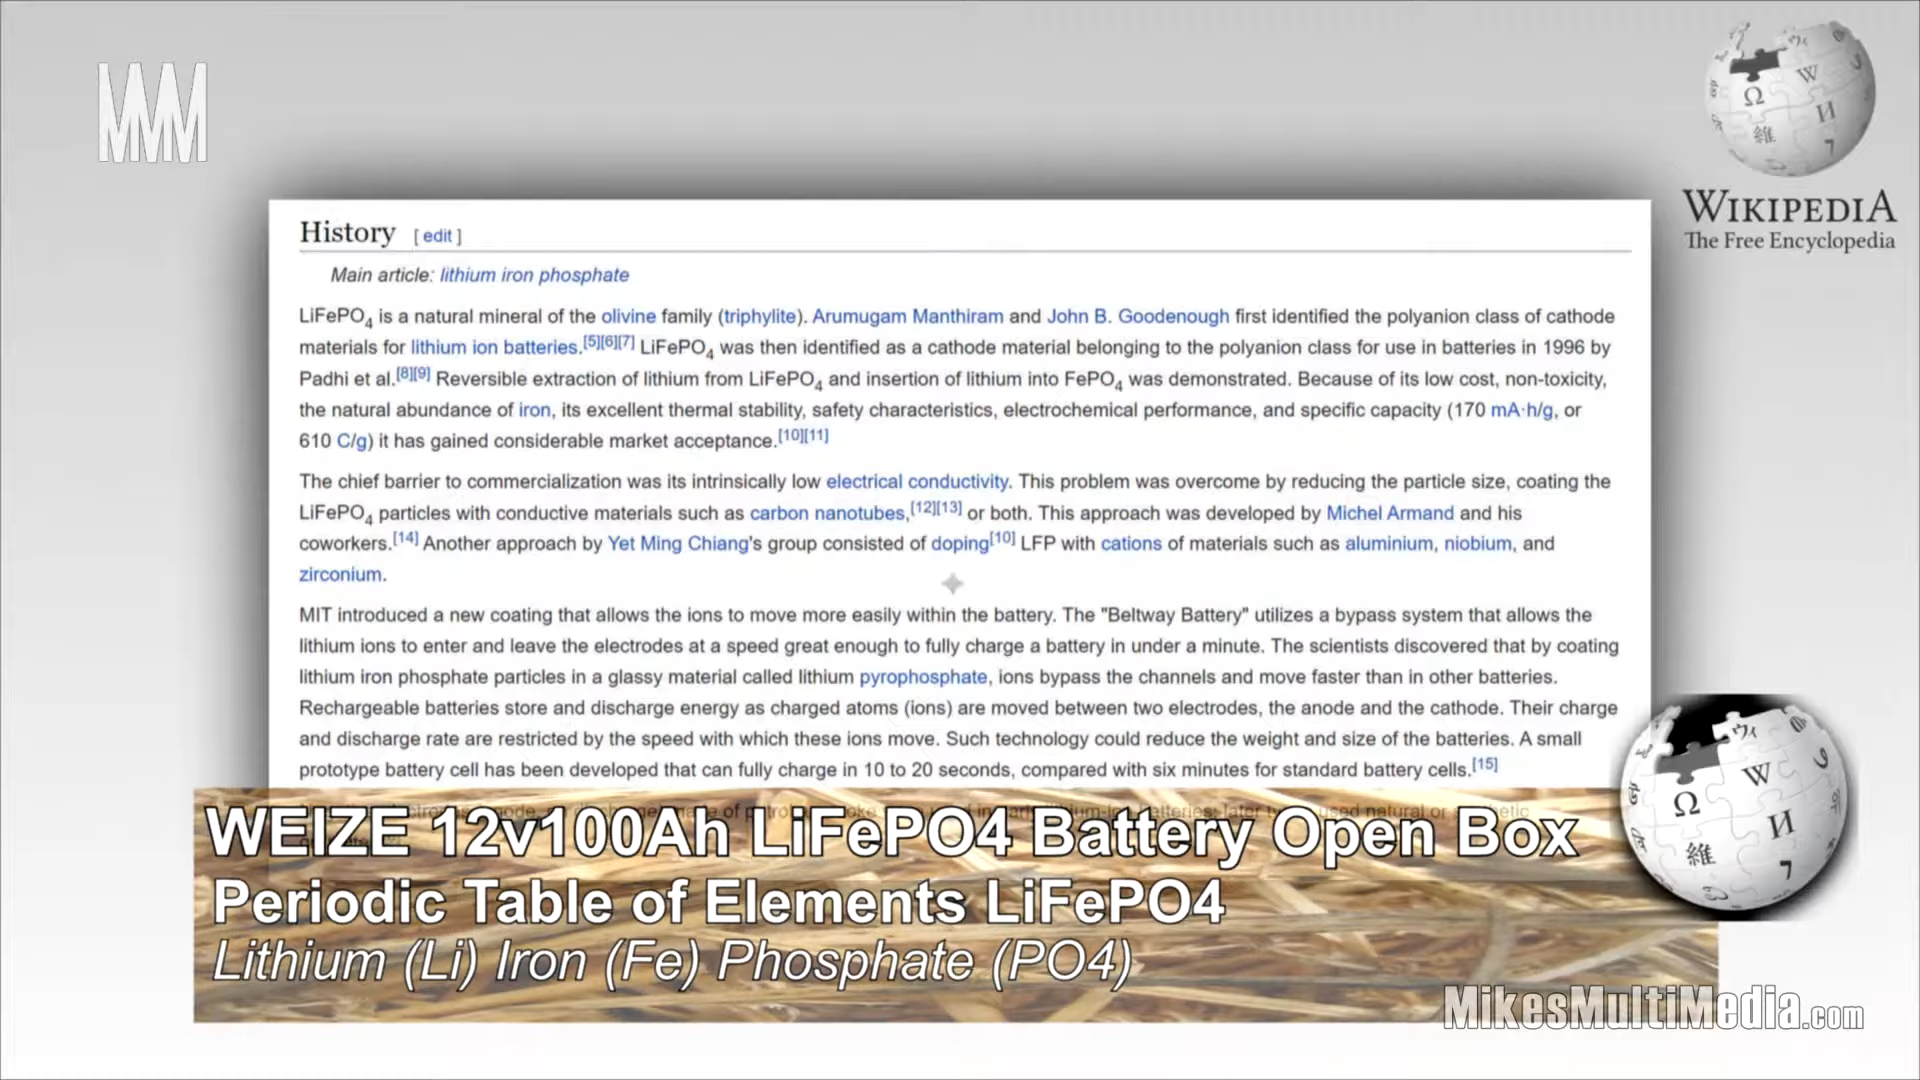 MMM
WIKIPEDIA
The Free Encyclopedia
History [ edit ]
Main article: lithium iron phosphate
LiFePO4 is a natural mineral of the olivine family (triphylite). Arumugam Manthiram and John B. Goodenough first identified the polyanion class of cathode
materials for lithium ion batteries.[5][6][7] LiFePO4 was then identified as a cathode material belonging to the polyanion class for use in batteries in 1996 by
Padhi et al.[8][9] Reversible extraction of lithium from LiFePO4 and insertion of lithium into FePO4 was demonstrated. Because of its low cost, non-toxicity,
the natural abundance of iron, its excellent thermal stability, safety characteristics, electrochemical performance, and specific capacity (170 mA·h/g, or
610 C/g) it has gained considerable market acceptance.[10][11]
The chief barrier to commercialization was its intrinsically low electrical conductivity. This problem was overcome by reducing the particle size, coating the
LiFePO4 particles with conductive materials such as carbon nanotubes,[12][13] or both. This approach was developed by Michel Armand and his
coworkers.[14] Another approach by Yet Ming Chiang's group consisted of doping[10] LFP with cations of materials such as aluminium, niobium, and
zirconium.
MIT introduced a new coating that allows the ions to move more easily within the battery. The "Beltway Battery" utilizes a bypass system that allows the
lithium ions to enter and leave the electrodes at a speed great enough to fully charge a battery in under a minute. The scientists discovered that by coating
lithium iron phosphate particles in a glassy material called lithium pyrophosphate, ions bypass the channels and move faster than in other batteries.
Rechargeable batteries store and discharge energy as charged atoms (ions) are moved between two electrodes, the anode and the cathode. Their charge
and discharge rate are restricted by the speed with which these ions move. Such technology could reduce the weight and size of the batteries. A small
prototype battery cell has been developed that can fully charge in 10 to 20 seconds, compared with six minutes for standard battery cells.[15]
WEIZE 12v100Ah LiFePO4 Battery Open Box
Periodic Table of Elements LiFePO4
Lithium (Li) Iron (Fe) Phosphate (PO4)
MikesMultiMedia.com